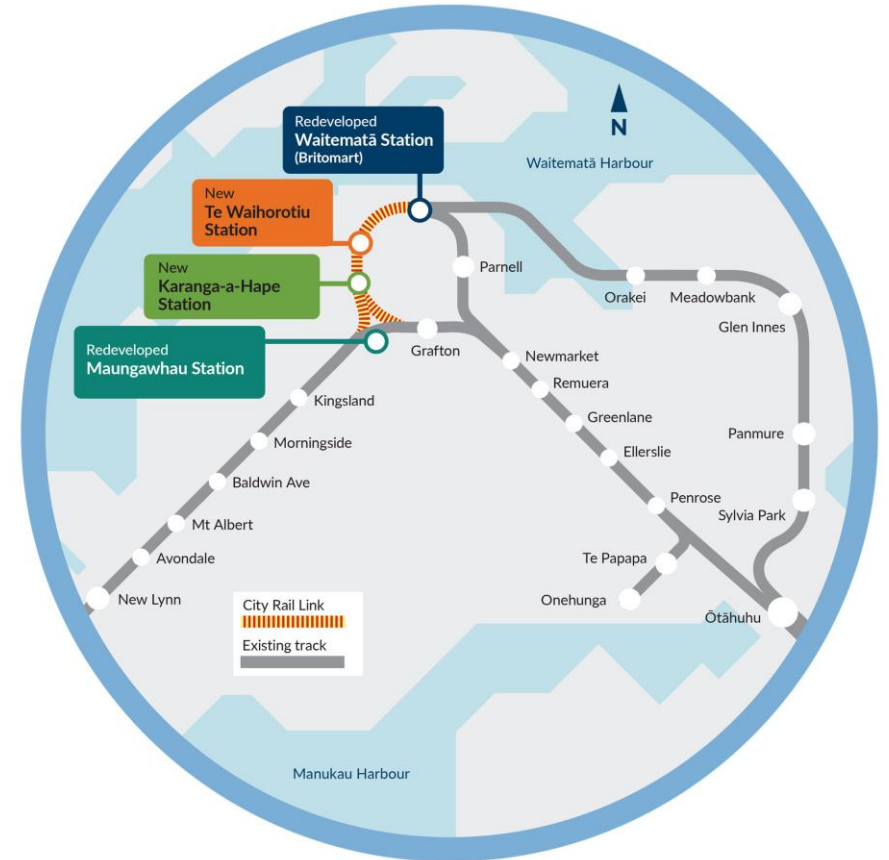 Redeveloped
Waitematā Station
(Britomart)
N
Waitematā Harbour
New
Te Waihorotiu
Station
New
Karanga-a-Hape
Station
Redeveloped
Maungawhau Station
Parnell
Orakei
Meadowbank
Glen Innes
Grafton
Newmarket
Remuera
Kingsland
Greenlane
Morningside
Panmure
Ellerslie
Baldwin Ave
Penrose
Sylvia Park
Mt Albert
Avondale
Te Papapa
New Lynn
Onehunga
Ōtāhuhu
City Rail Link
Existing track
Manukau Harbour